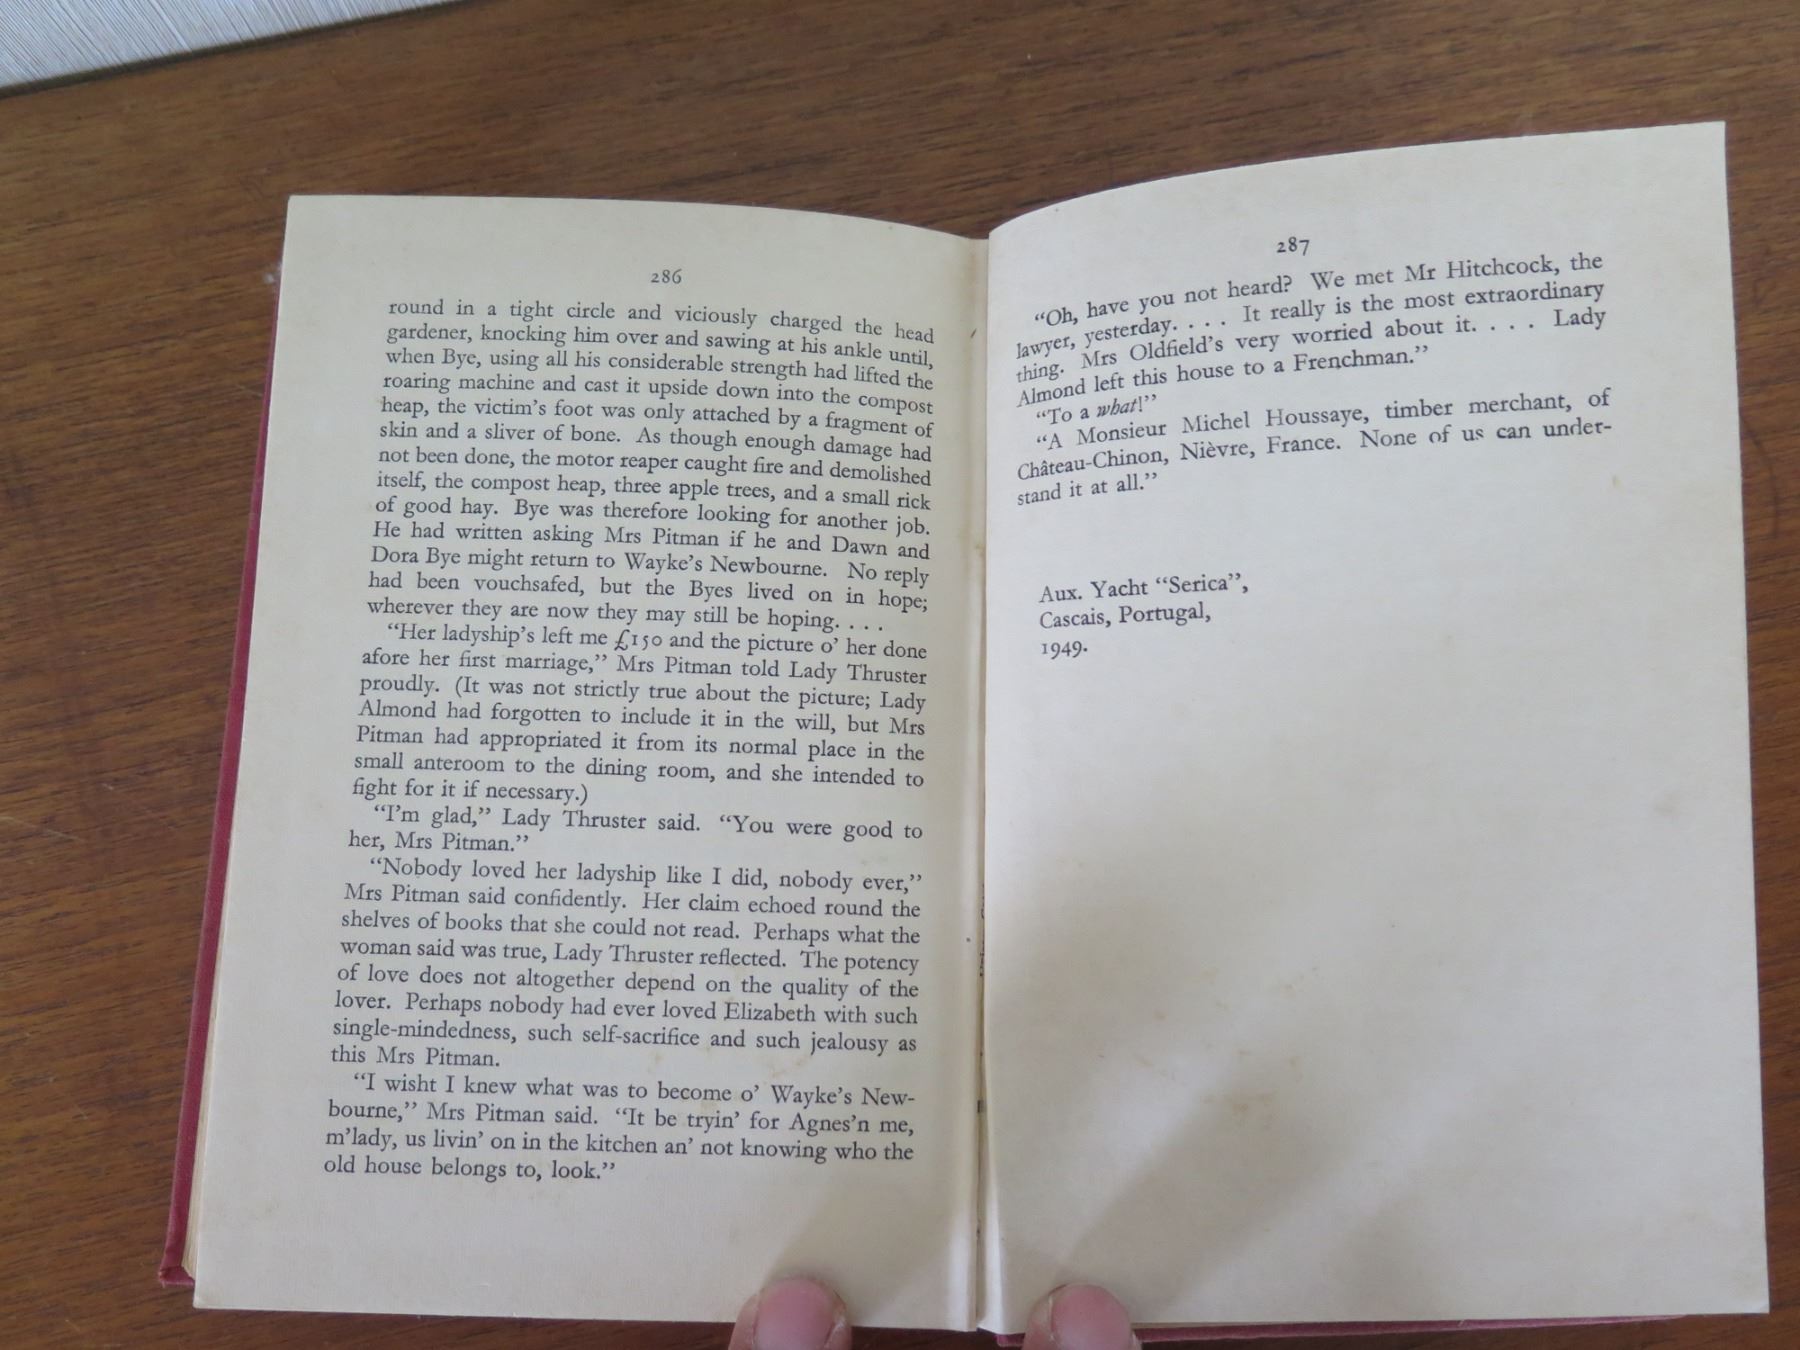 286
round in a tight circle and viciously charged the head
gardener, knocking him over and sawing at his ankle until,
when Bye, using all his considerable strength had lifted the
roaring machine and cast it upside down into the compost
heap, the victim’s foot was only attached by a fragment of
skin and a sliver of bone. As though enough damage had
not been done, the motor reaper caught fire and demolished
itself, the compost heap, three apple trees, and a small rick
of good hay. Bye was therefore looking for another job.
He had written asking Mrs Pitman if he and Dawn and
Dora Bye might return to Wayke’s Newbourne. No reply
had been vouchsafed, but the Byes lived on in hope;
wherever they are now they may still be hoping. . . .
“Her ladyship’s left me £150 and the picture o’ her done
afore her first marriage,” Mrs Pitman told Lady Thruster
proudly. (It was not strictly true about the picture; Lady
Almond had forgotten to include it in the will, but Mrs
Pitman had appropriated it from its normal place in the
small anteroom to the dining room, and she intended to
fight for it if necessary.)
“I’m glad,” Lady Thruster said. “You were good to
her, Mrs Pitman.”
“Nobody loved her ladyship like I did, nobody ever,”
Mrs Pitman said confidently. Her claim echoed round the
shelves of books that she could not read. Perhaps what the
woman said was true, Lady Thruster reflected. The potency
of love does not altogether depend on the quality of the
lover. Perhaps nobody had ever loved Elizabeth with such
single-mindedness, such self-sacrifice and such jealousy as
this Mrs Pitman.
“I wisht I knew what was to become o’ Wayke’s New-
bourne,” Mrs Pitman said. “It be tryin’ for Agnes’n me,
m’lady, us livin’ on in the kitchen an’ not knowing who the
old house belongs to, look.”
287
“Oh, have you not heard? We met Mr Hitchcock, the
lawyer, yesterday. . . . It really is the most extraordinary
thing. Mrs Oldfield’s very worried about it. . . . Lady
Almond left this house to a Frenchman.”
“To a what!”
“A Monsieur Michel Houssaye, timber merchant, of
Château-Chinon, Nièvre, France. None of us can under-
stand it at all.”
Aux. Yacht “Serica”,
Cascais, Portugal,
1949.